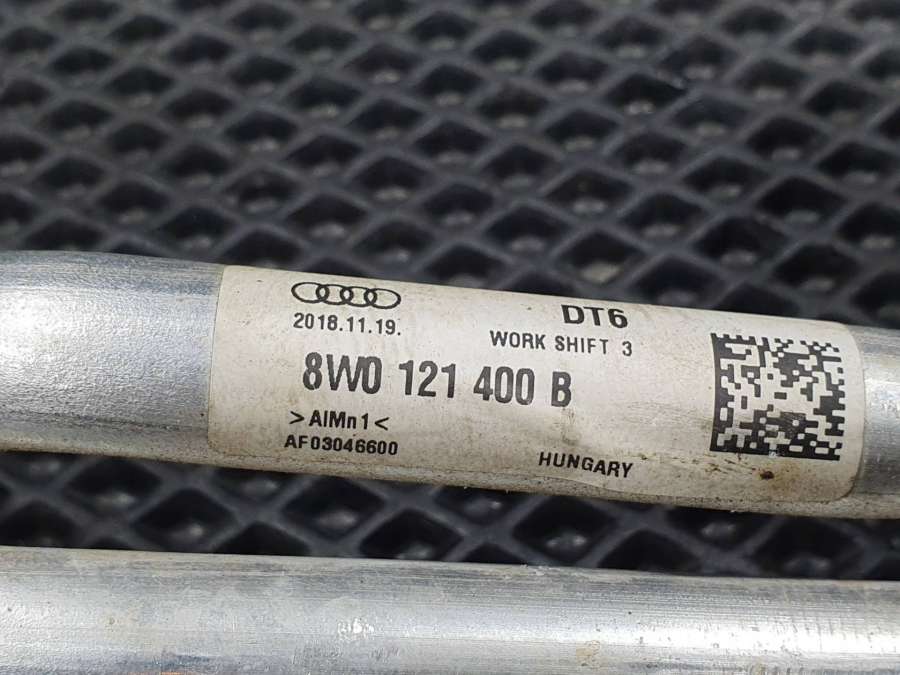 DT6
2018.11.19.
WORK SHIFT 3
8W0 121 400 B
>AlMn1<
AF03046600
HUNGARY